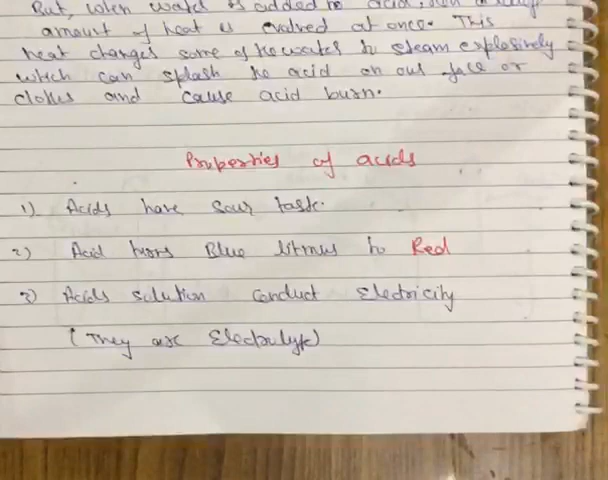 But, when water is added to acid, then a large
amount of heat is evolved at once. This
heat changes some of the water to steam explosively
which can splash the acid on our face or
clothes and cause acid burn.
Properties of acids
1) Acids have Sour taste.
2) Acid turns Blue litmus to Red
3) Acids solution conduct Electricity
(They are Electrolyte)